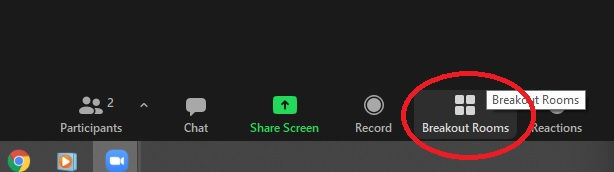 2
Breakout Rooms
Participants
Chat
Share Screen
Record
Breakout Rooms
Reactions